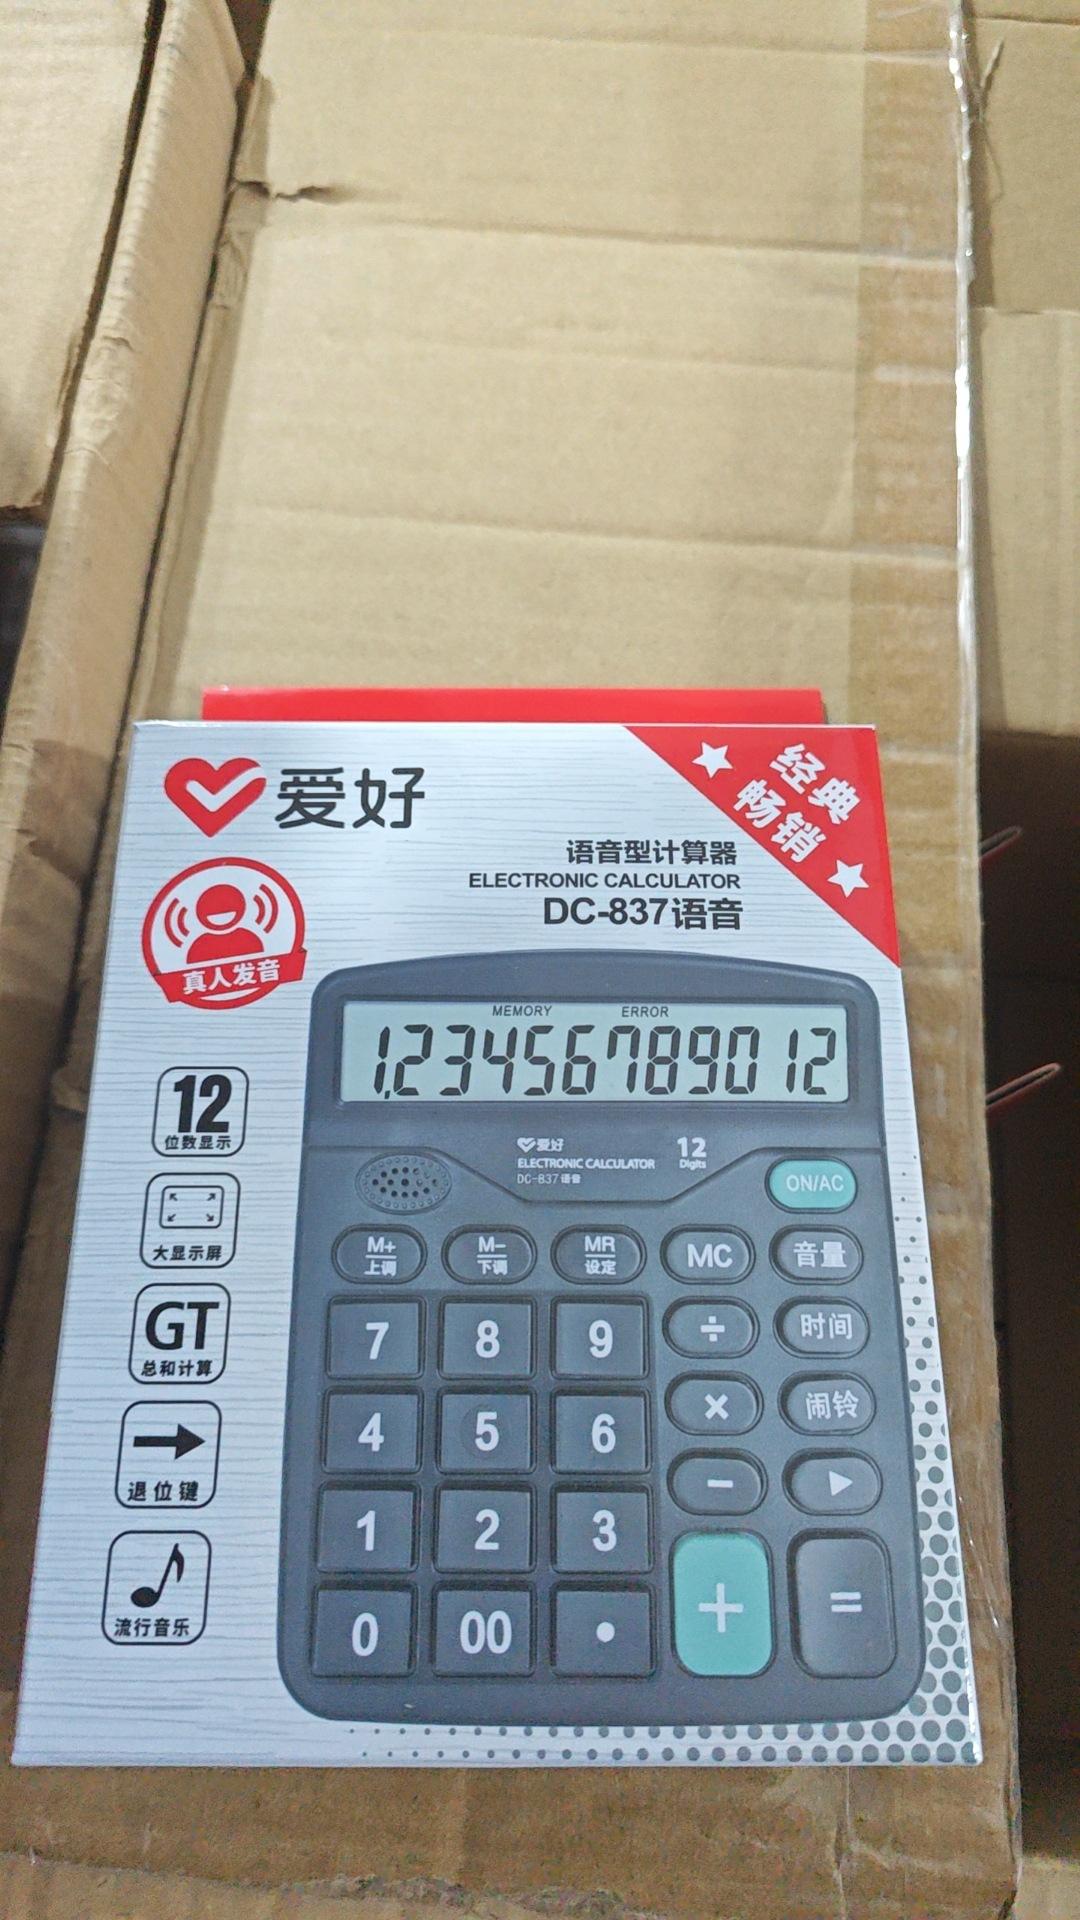 爱好
经典
畅销
语音型计算器
ELECTRONIC CALCULATOR
DC-837语音
真人发音
12
位数显示
大显示屏
GT
总和计算
退位键
流行音乐
MEMORY ERROR
1,23456789012
爱好
ELECTRONIC CALCULATOR
DC-837语音
12
Digits
ON/AC
M+
上调
M-
下调
MR
设定
MC
音量
7 8 9 ÷ 时间
4 5 6 × 闹铃
1 2 3 − ▶
0 00 • + =